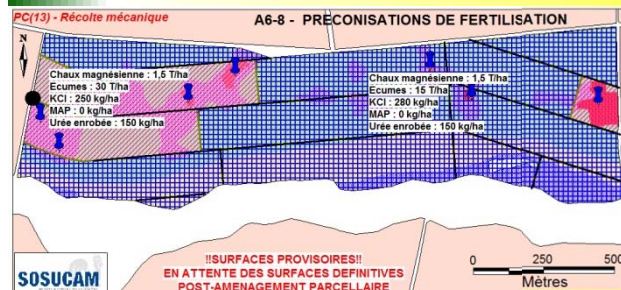 PC(13) - Récolte mécanique
A6-8 - PRÉCONISATIONS DE FERTILISATION
N
Chaux magnésienne : 1,5 T/ha
Ecumes : 30 T/ha
KCl : 250 kg/ha
MAP : 0 kg/ha
Urée enrobée : 150 kg/ha
Chaux magnésienne : 1,5 T/ha
Ecumes : 15 T/ha
KCl : 280 kg/ha
MAP : 0 kg/ha
Urée enrobée : 150 kg/ha
!!SURFACES PROVISOIRES!!
EN ATTENTE DES SURFACES DEFINITIVES
POST-AMENAGEMENT PARCELLAIRE
0 250 500
Mètres
SOSUCAM